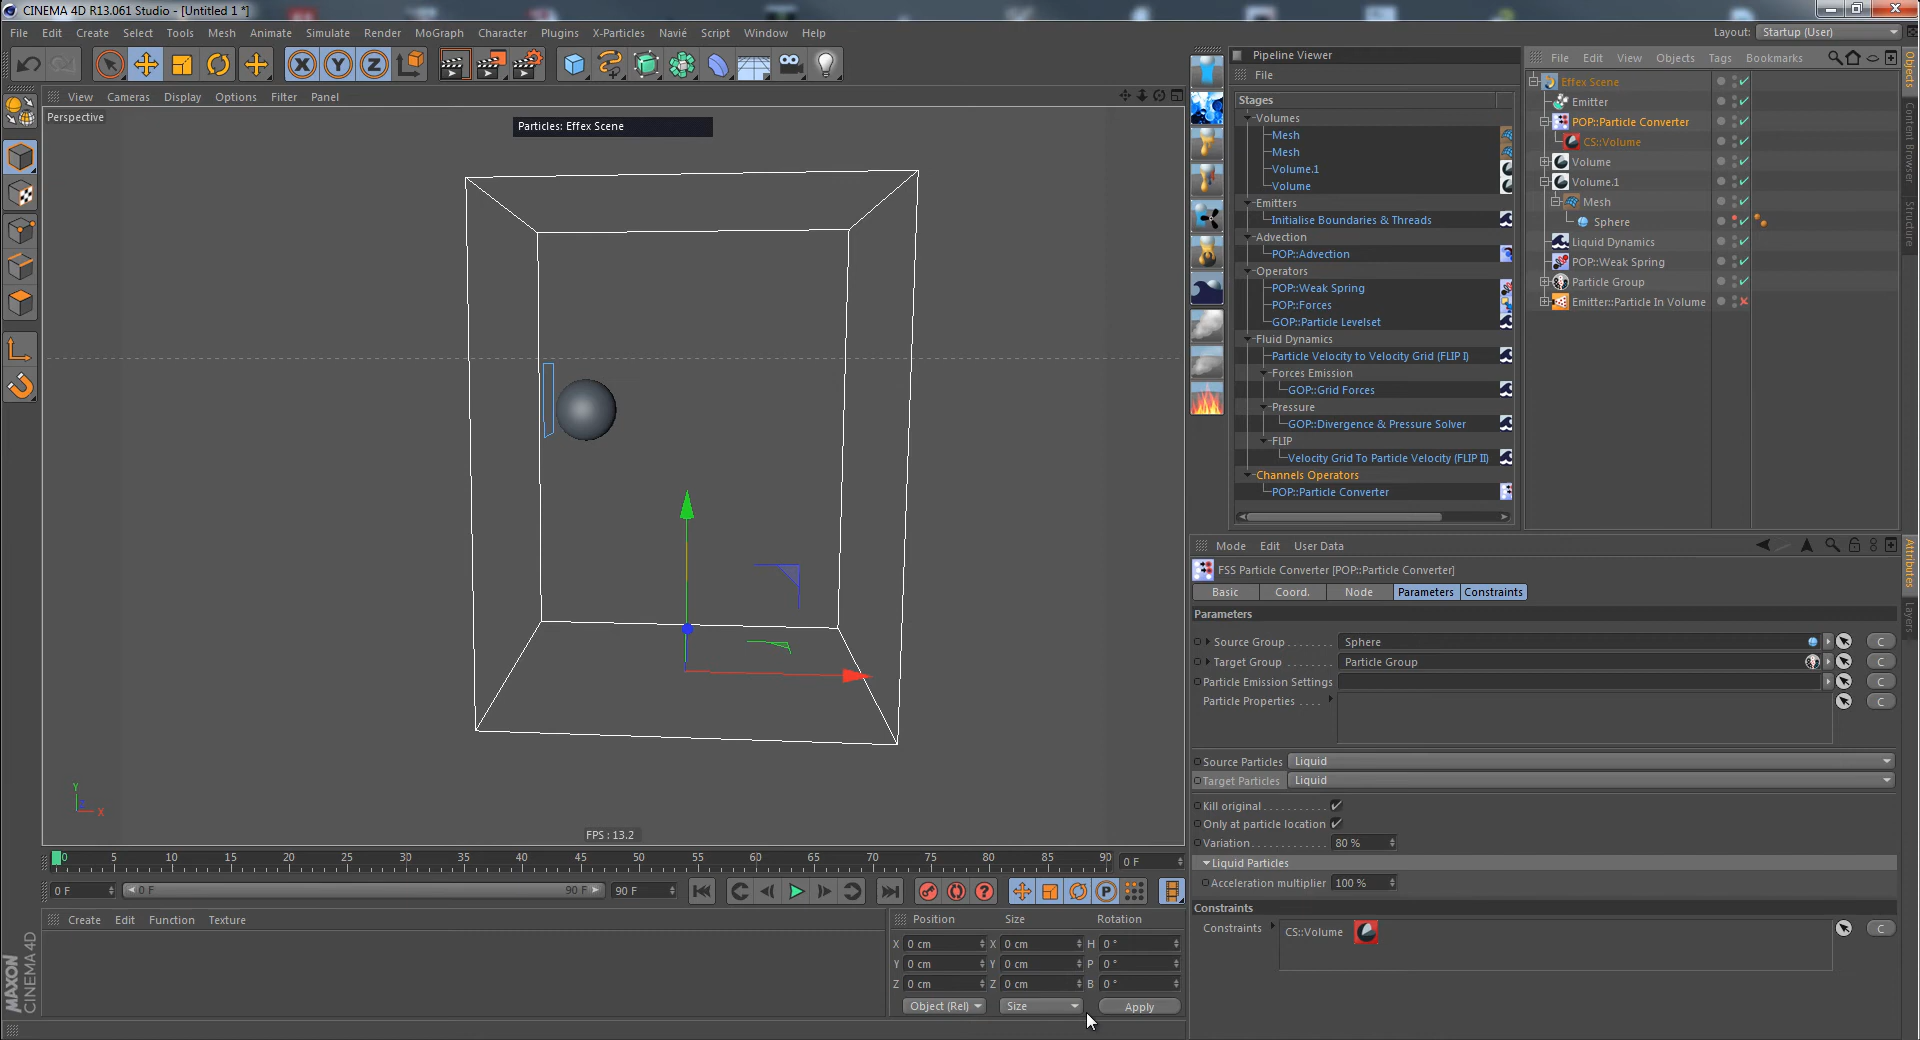 CINEMA 4D R13.061 Studio - [Untitled 1 *]
File Edit Create Select Tools Mesh Animate Simulate Render MoGraph Character Plugins X-Particles Navié Script Window Help
Layout: Startup (User)
View Cameras Display Options Filter Panel
Perspective
Particles: Effex Scene
Y
X
FPS : 13.2
Pipeline Viewer
File
Stages
Volumes
Mesh
Mesh
Volume.1
Volume
Emitters
Initialise Boundaries & Threads
Advection
POP::Advection
Operators
POP::Weak Spring
POP::Forces
GOP::Particle Levelset
Fluid Dynamics
Particle Velocity to Velocity Grid (FLIP I)
Forces Emission
GOP::Grid Forces
Pressure
GOP::Divergence & Pressure Solver
FLIP
Velocity Grid To Particle Velocity (FLIP II)
Channels Operators
POP::Particle Converter
File Edit View Objects Tags Bookmarks
Effex Scene
Emitter
POP::Particle Converter
CS::Volume
Volume
Volume.1
Mesh
Sphere
Liquid Dynamics
POP::Weak Spring
Particle Group
Emitter::Particle In Volume
Objects
Content Browser
Structure
Mode Edit User Data
FSS Particle Converter [POP::Particle Converter]
Basic Coord. Node Parameters Constraints
Parameters
Source Group Sphere C
Target Group Particle Group C
Particle Emission Settings C
Particle Properties C
Source Particles Liquid
Target Particles Liquid
Kill original
Only at particle location
Variation 80 %
Liquid Particles
Acceleration multiplier 100 %
Constraints
Constraints CS::Volume C
Attributes
Layers
0 5 10 15 20 25 30 35 40 45 50 55 60 65 70 75 80 85 90 0 F
0 F 0 F 90 F 90 F
Create Edit Function Texture
Position Size Rotation
X 0 cm X 0 cm H 0 °
Y 0 cm Y 0 cm P 0 °
Z 0 cm Z 0 cm B 0 °
Object (Rel) Size Apply
MAXON
CINEMA 4D